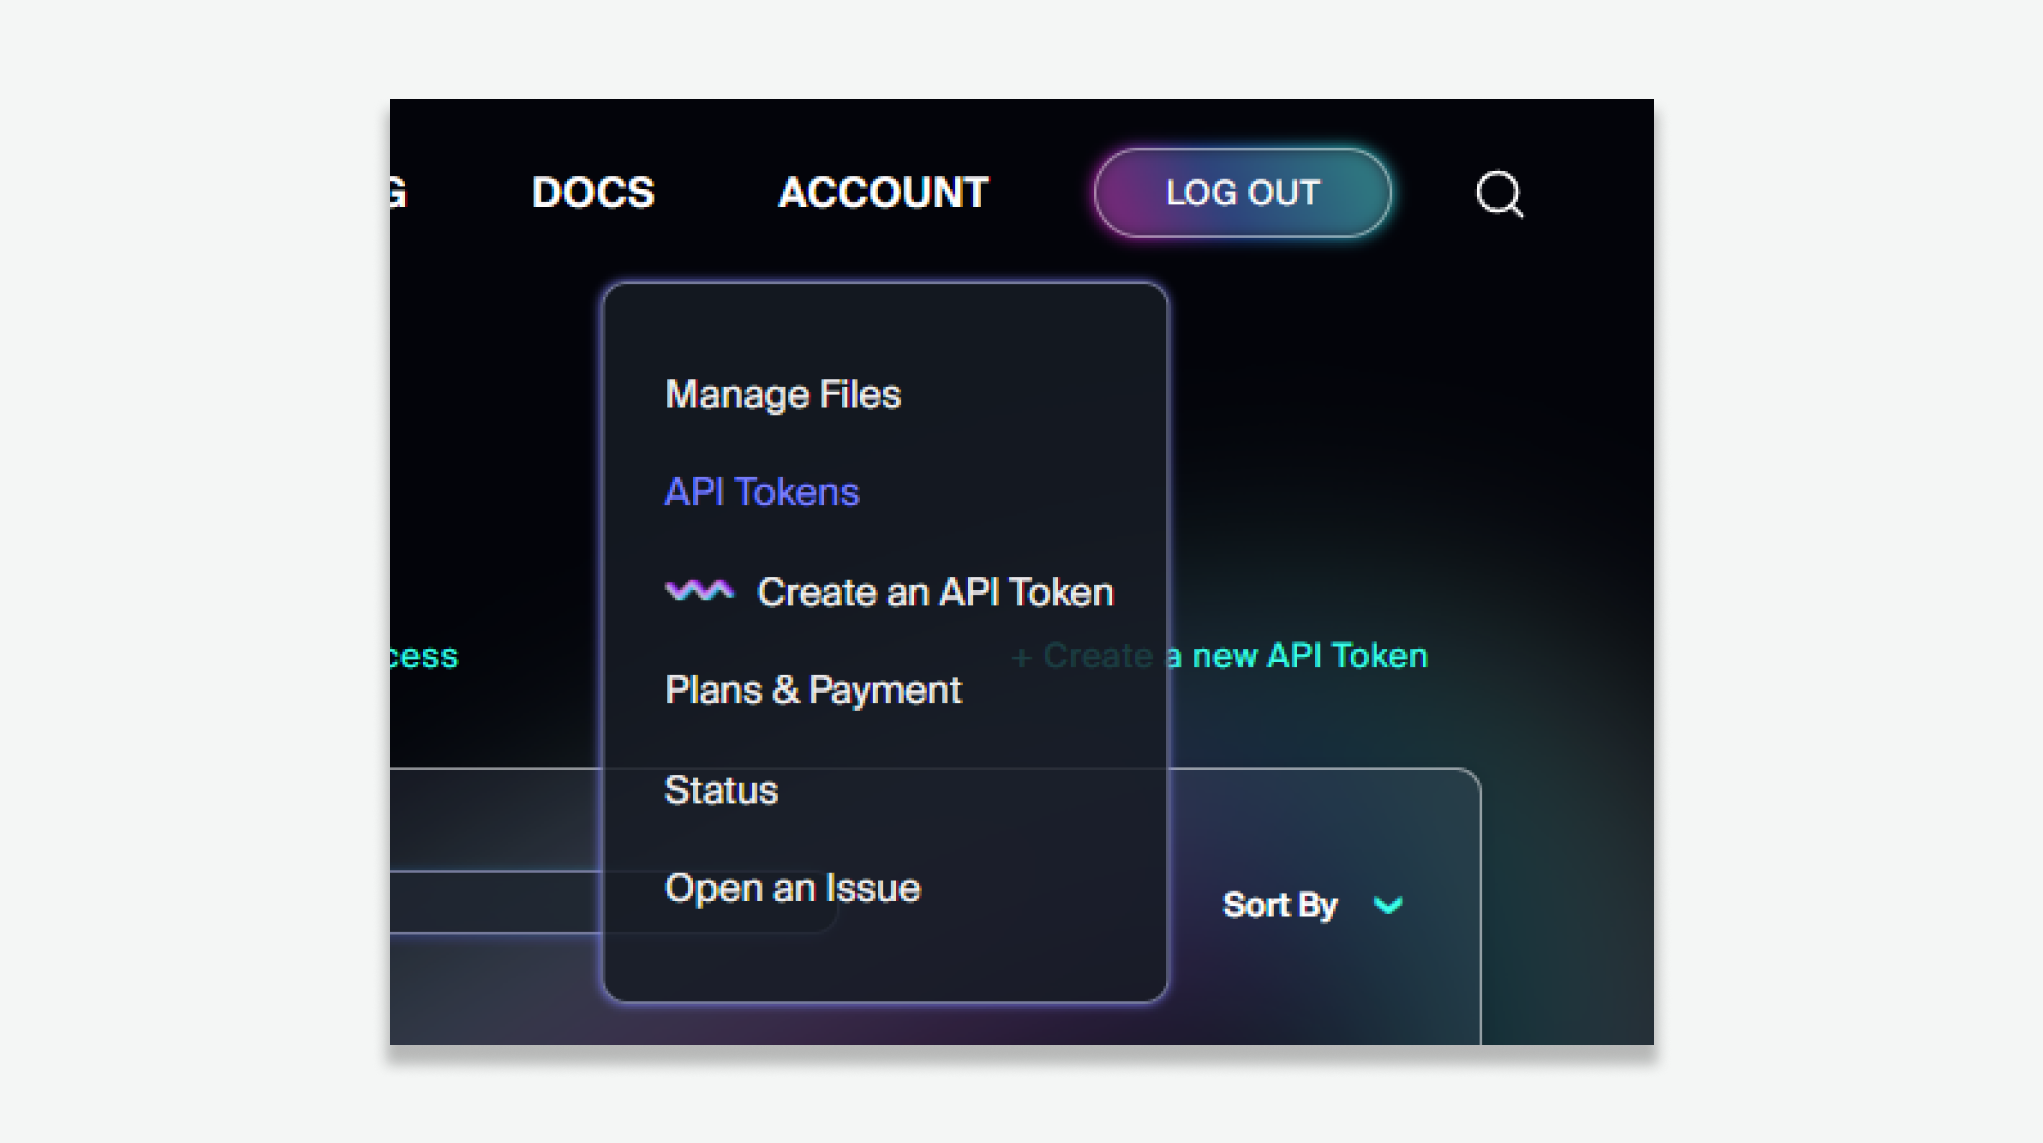 G DOCS ACCOUNT LOG OUT
Manage Files
API Tokens
Create an API Token
cess
+ Create a new API Token
Plans & Payment
Status
Open an Issue
Sort By